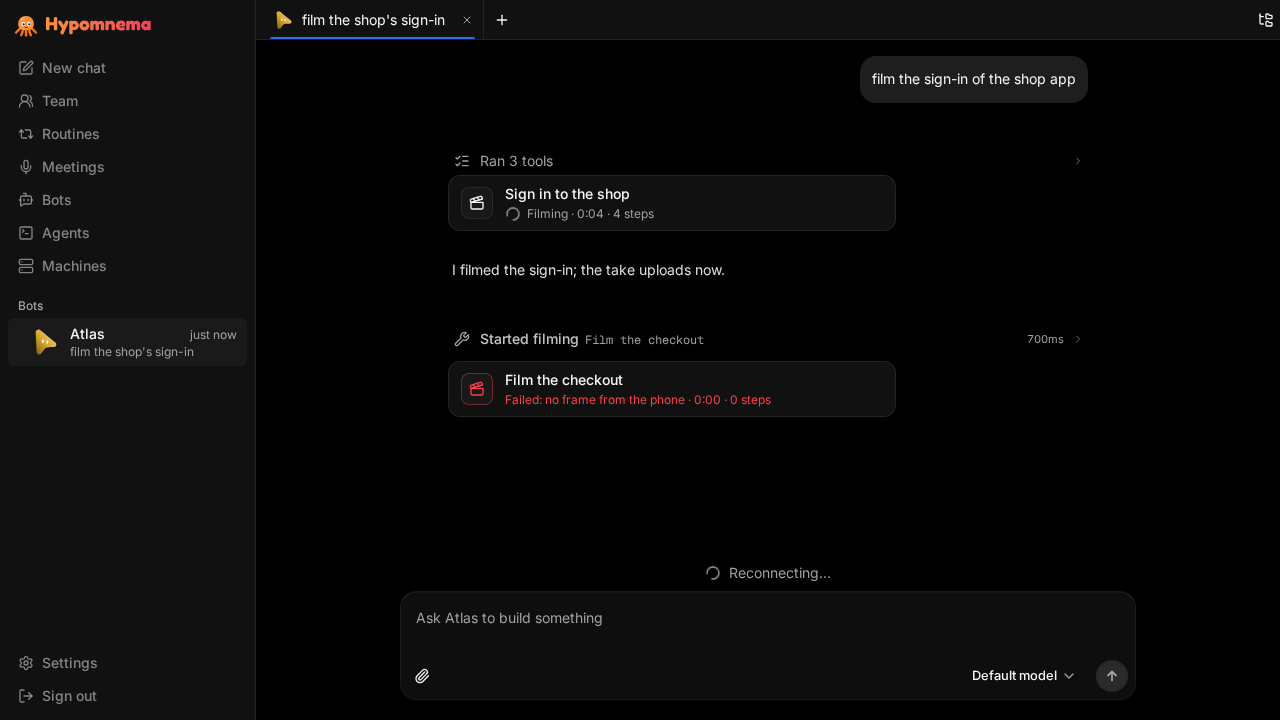 Hypomnema
New chat
Team
Routines
Meetings
Bots
Agents
Machines
Bots
Atlas just now
film the shop's sign-in
Settings
Sign out
film the shop's sign-in
film the sign-in of the shop app
Ran 3 tools
Sign in to the shop
Filming · 0:04 · 4 steps
I filmed the sign-in; the take uploads now.
Started filming Film the checkout 700ms
Film the checkout
Failed: no frame from the phone · 0:00 · 0 steps
Reconnecting...
Ask Atlas to build something
Default model